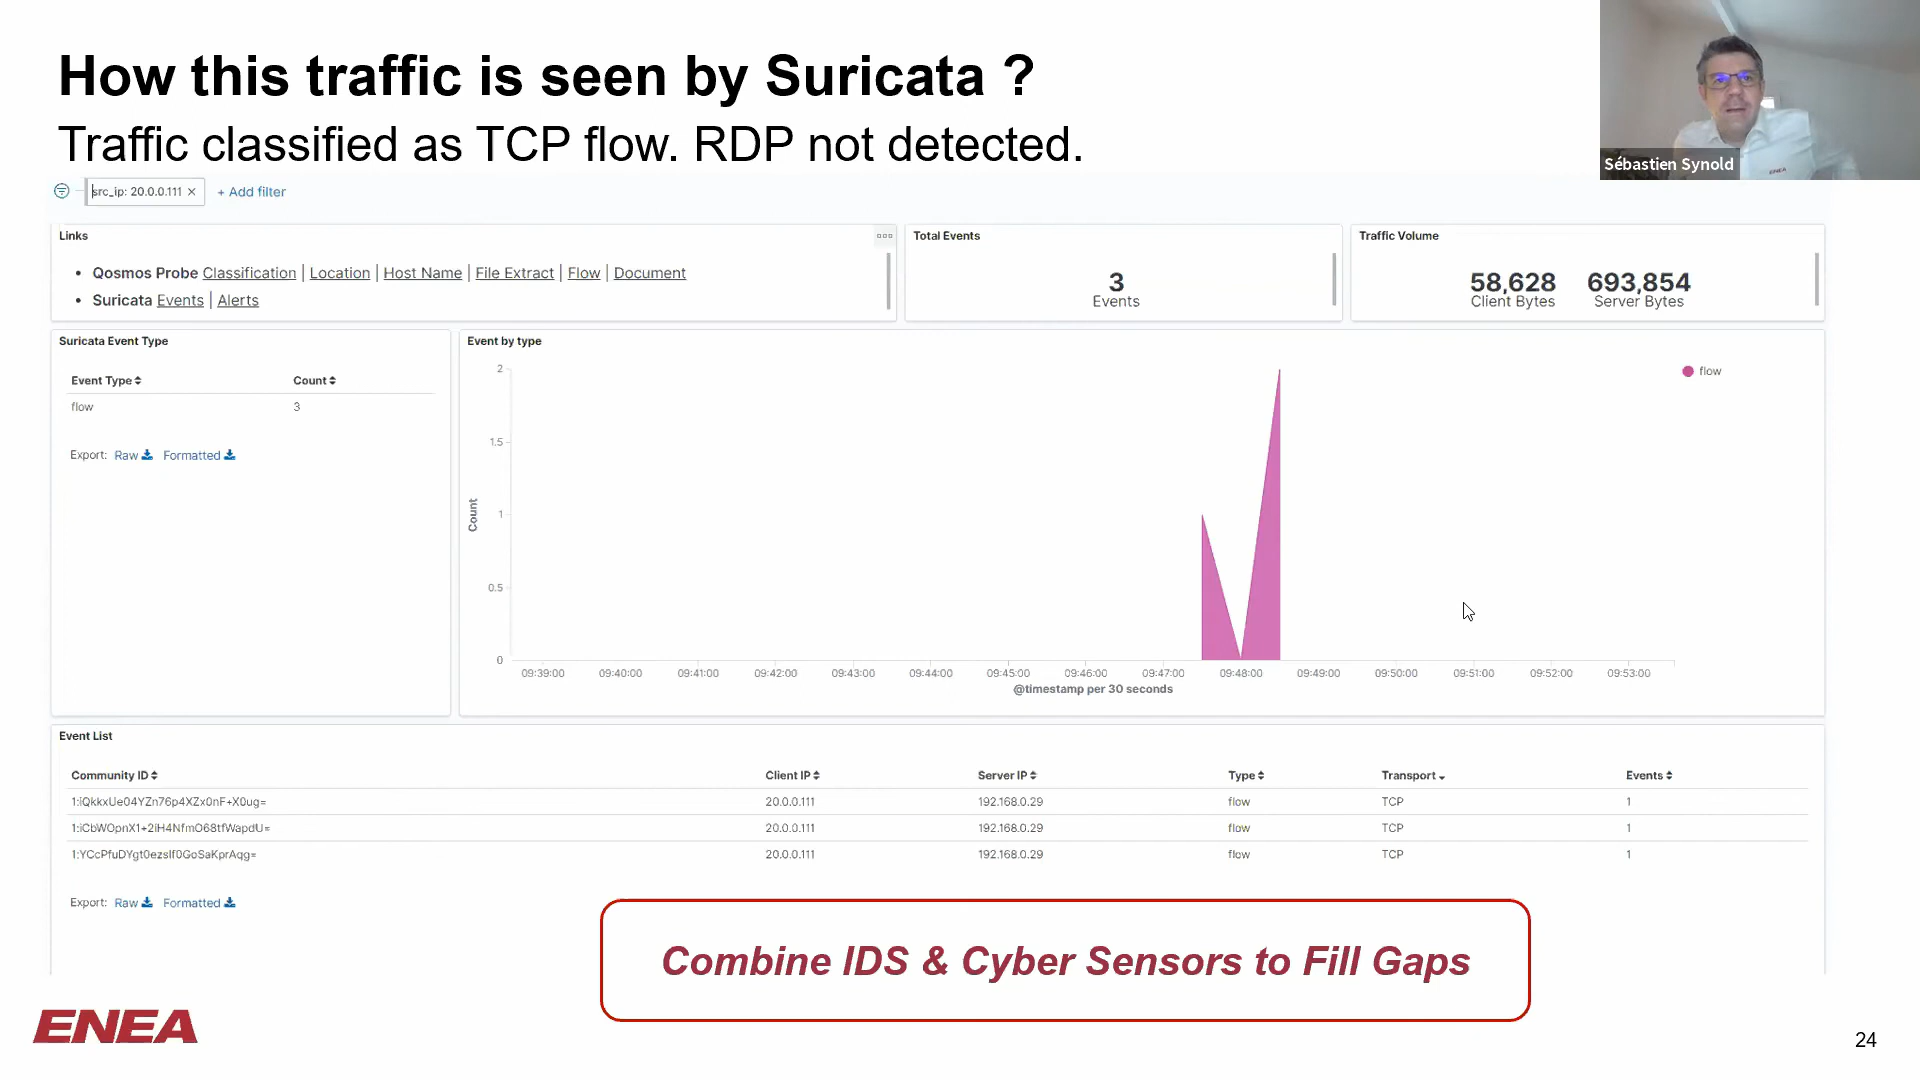 How this traffic is seen by Suricata ?
Traffic classified as TCP flow. RDP not detected.
Sébastien Synold
ENEA
src_ip: 20.0.0.111 × + Add filter
Links
• Qosmos Probe Classification | Location | Host Name | File Extract | Flow | Document
• Suricata Events | Alerts
Total Events
3
Events
Traffic Volume
58,628 693,854
Client Bytes Server Bytes
Suricata Event Type
Event Type Count
flow 3
Export: Raw Formatted
Event by type
2
1.5
1
0.5
0
Count
flow
09:39:00 09:40:00 09:41:00 09:42:00 09:43:00 09:44:00 09:45:00 09:46:00 09:47:00 09:48:00 09:49:00 09:50:00 09:51:00 09:52:00 09:53:00
@timestamp per 30 seconds
Event List
Community ID Client IP Server IP Type Transport Events
1:iQkkxUe04YZn76p4XZx0nF+X0ug= 20.0.0.111 192.168.0.29 flow TCP 1
1:iCbWOpnX1+2iH4NfmO68tfWapdU= 20.0.0.111 192.168.0.29 flow TCP 1
1:YCcPfuDYgt0ezsIf0GoSaKprAqg= 20.0.0.111 192.168.0.29 flow TCP 1
Export: Raw Formatted
Combine IDS & Cyber Sensors to Fill Gaps
ENEA
24